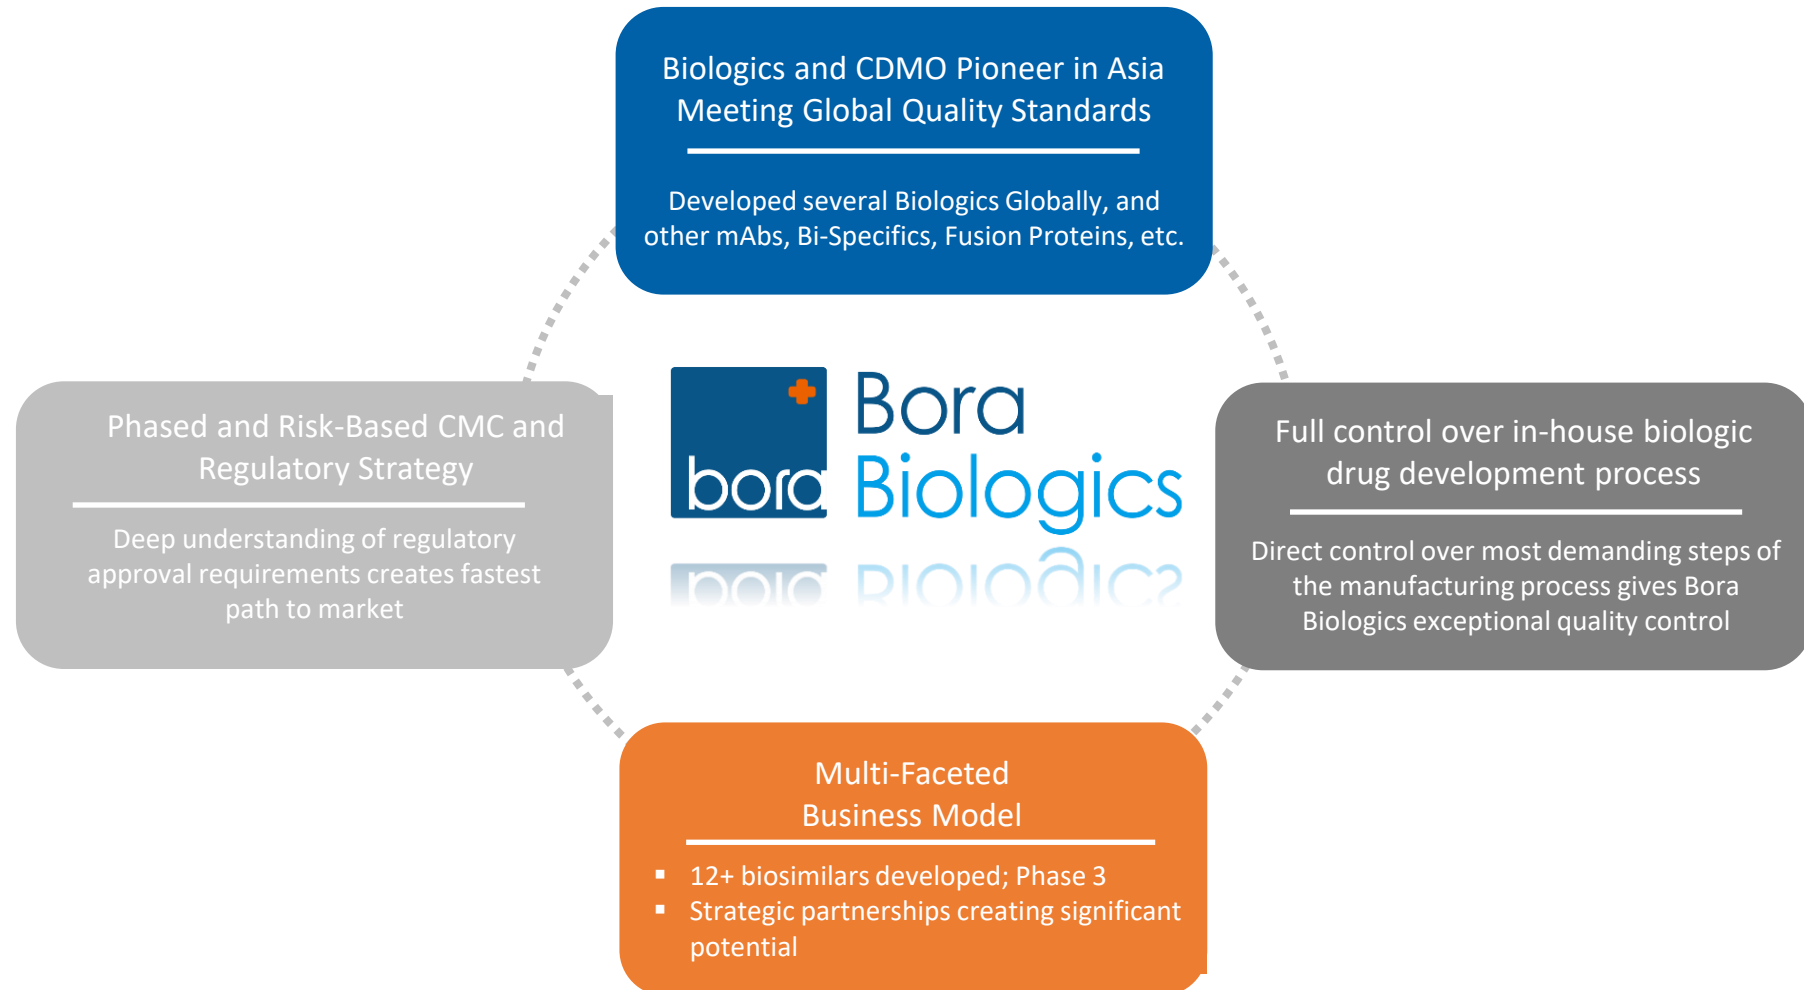 Biologics and CDMO Pioneer in Asia
Meeting Global Quality Standards
Developed several Biologics Globally, and
other mAbs, Bi-Specifics, Fusion Proteins, etc.
Phased and Risk-Based CMC and
Regulatory Strategy
Deep understanding of regulatory
approval requirements creates fastest
path to market
bora
Bora
Biologics
Full control over in-house biologic
drug development process
Direct control over most demanding steps of
the manufacturing process gives Bora
Biologics exceptional quality control
Multi-Faceted
Business Model
▪ 12+ biosimilars developed; Phase 3
▪ Strategic partnerships creating significant
potential